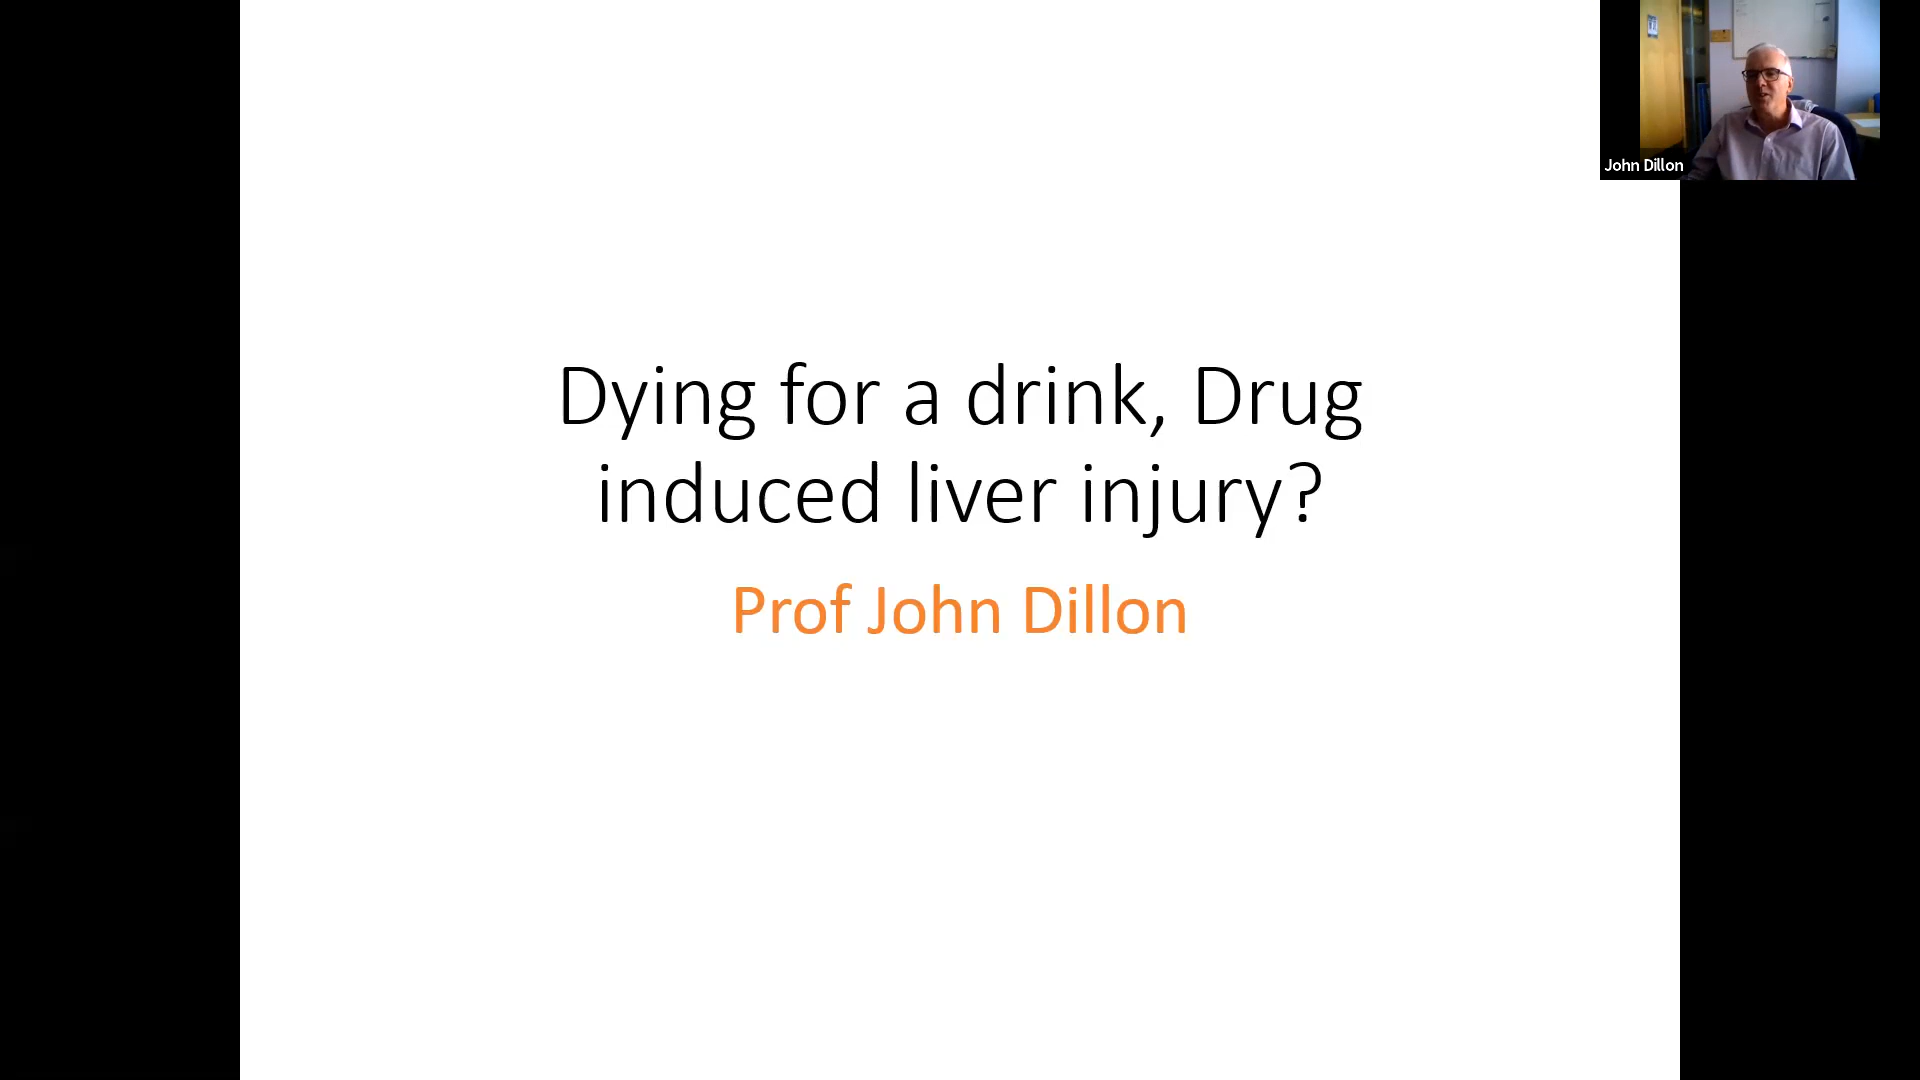 Dying for a drink, Drug
induced liver injury?
Prof John Dillon
John Dillon